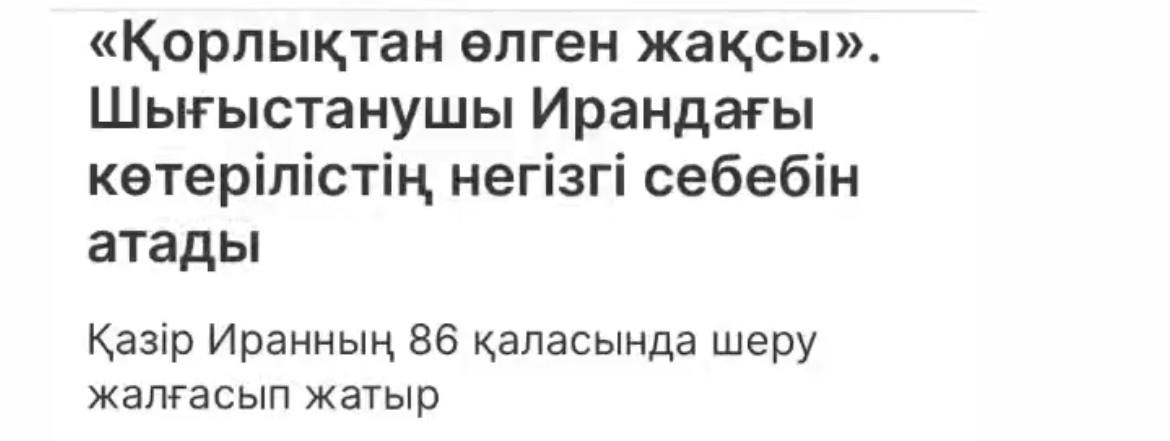 «Қорлықтан өлген жақсы».
Шығыстанушы Ирандағы
көтерілістің негізгі себебін
атады
Қазір Иранның 86 қаласында шеру
жалғасып жатыр